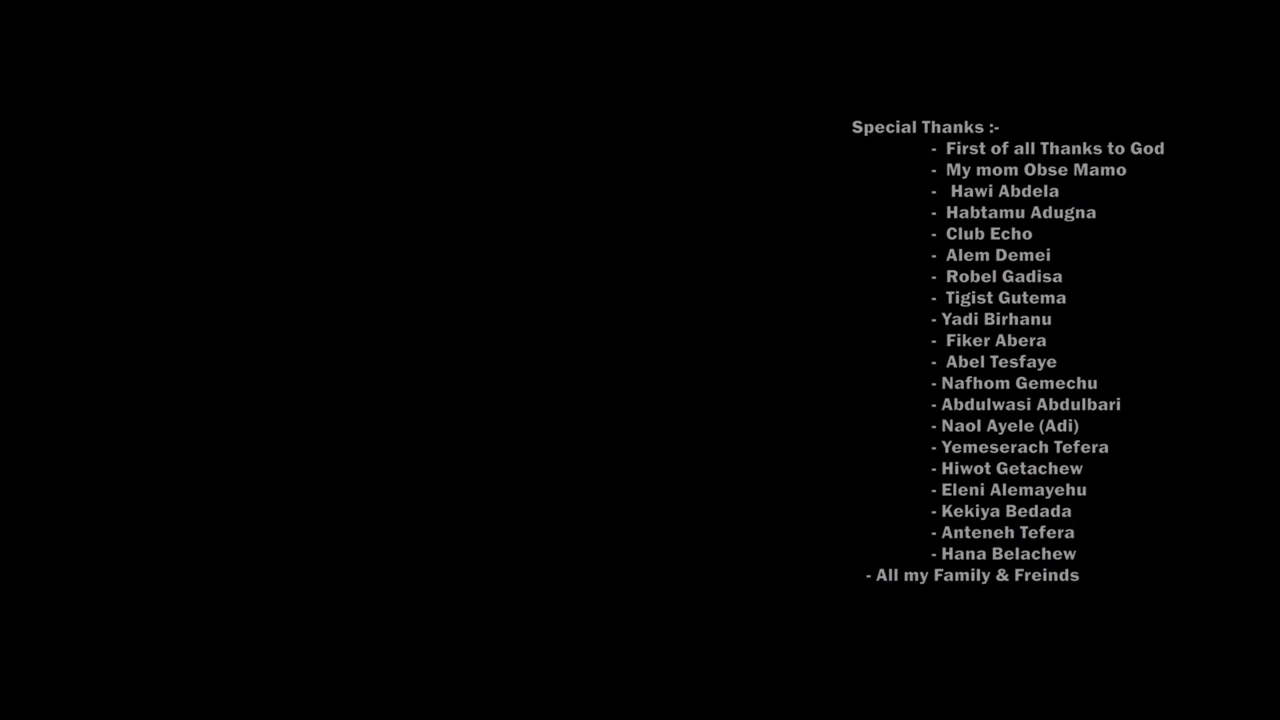 Special Thanks :-
- First of all Thanks to God
- My mom Obse Mamo
- Hawi Abdela
- Habtamu Adugna
- Club Echo
- Alem Demei
- Robel Gadisa
- Tigist Gutema
- Yadi Birhanu
- Fiker Abera
- Abel Tesfaye
- Nafhom Gemechu
- Abdulwasi Abdulbari
- Naol Ayele (Adi)
- Yemeserach Tefera
- Hiwot Getachew
- Eleni Alemayehu
- Kekiya Bedada
- Anteneh Tefera
- Hana Belachew
- All my Family & Freinds